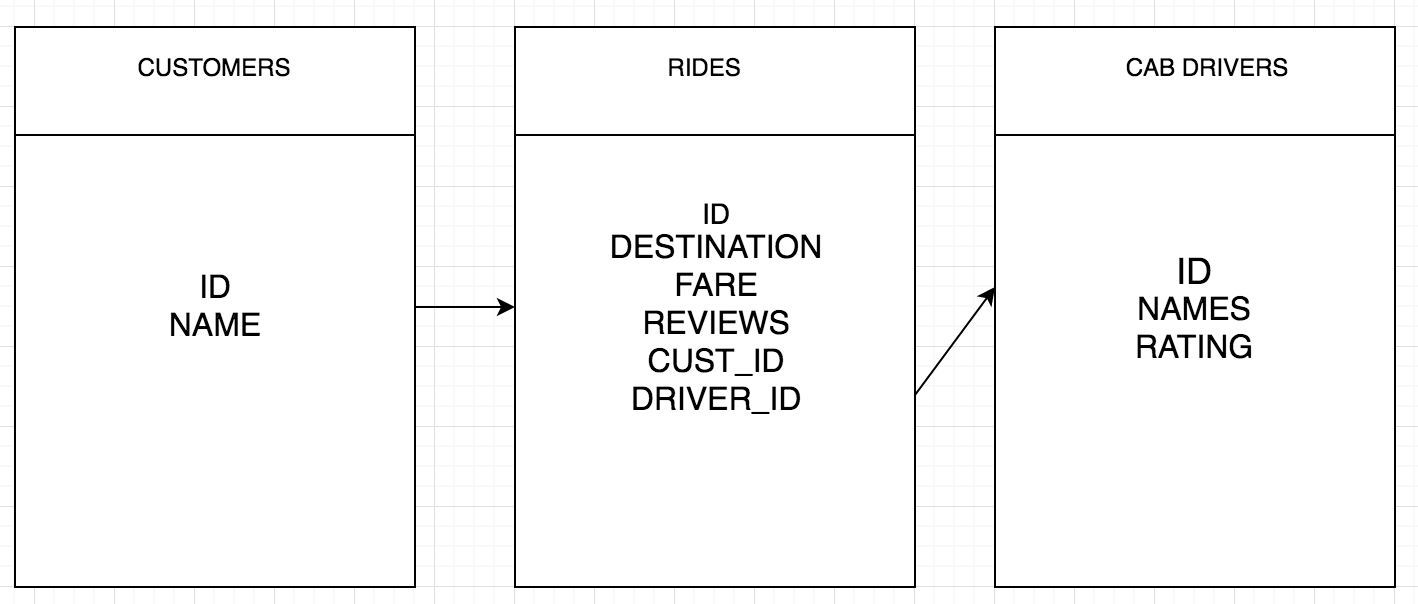 CUSTOMERS
ID
NAME
RIDES
ID
DESTINATION
FARE
REVIEWS
CUST_ID
DRIVER_ID
CAB DRIVERS
ID
NAMES
RATING